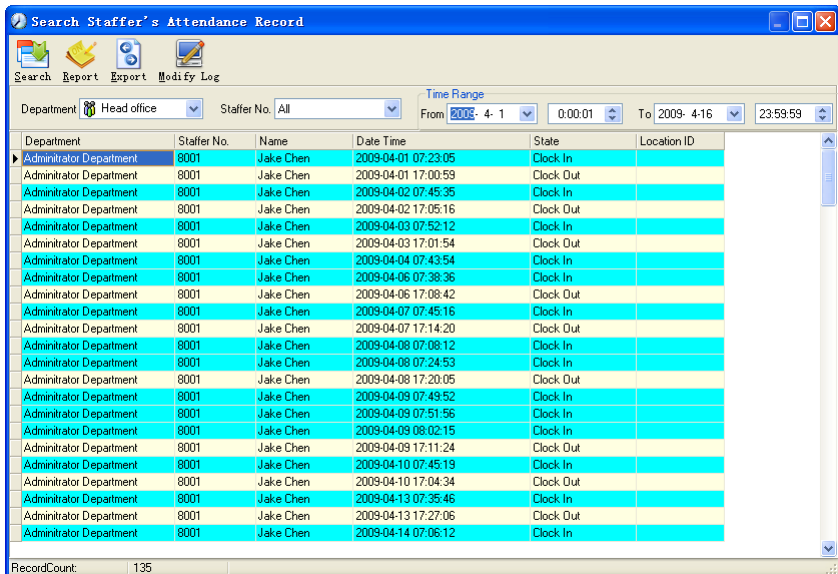 Search Staffer's Attendance Record
Search Report Export Modify Log
Time Range
Department Head office Staffer No. All From 2009- 4- 1 0:00:01 To 2009- 4-16 23:59:59
Department Staffer No. Name Date Time State Location ID
Adminitrator Department 8001 Jake Chen 2009-04-01 07:23:05 Clock In
Adminitrator Department 8001 Jake Chen 2009-04-01 17:00:59 Clock Out
Adminitrator Department 8001 Jake Chen 2009-04-02 07:45:35 Clock In
Adminitrator Department 8001 Jake Chen 2009-04-02 17:05:16 Clock Out
Adminitrator Department 8001 Jake Chen 2009-04-03 07:52:12 Clock In
Adminitrator Department 8001 Jake Chen 2009-04-03 17:01:54 Clock Out
Adminitrator Department 8001 Jake Chen 2009-04-04 07:43:54 Clock In
Adminitrator Department 8001 Jake Chen 2009-04-06 07:38:36 Clock In
Adminitrator Department 8001 Jake Chen 2009-04-06 17:08:42 Clock Out
Adminitrator Department 8001 Jake Chen 2009-04-07 07:45:16 Clock In
Adminitrator Department 8001 Jake Chen 2009-04-07 17:14:20 Clock Out
Adminitrator Department 8001 Jake Chen 2009-04-08 07:08:12 Clock In
Adminitrator Department 8001 Jake Chen 2009-04-08 07:24:53 Clock In
Adminitrator Department 8001 Jake Chen 2009-04-08 17:20:05 Clock Out
Adminitrator Department 8001 Jake Chen 2009-04-09 07:49:52 Clock In
Adminitrator Department 8001 Jake Chen 2009-04-09 07:51:56 Clock In
Adminitrator Department 8001 Jake Chen 2009-04-09 08:02:15 Clock In
Adminitrator Department 8001 Jake Chen 2009-04-09 17:11:24 Clock Out
Adminitrator Department 8001 Jake Chen 2009-04-10 07:45:19 Clock In
Adminitrator Department 8001 Jake Chen 2009-04-10 17:04:34 Clock Out
Adminitrator Department 8001 Jake Chen 2009-04-13 07:35:46 Clock In
Adminitrator Department 8001 Jake Chen 2009-04-13 17:27:06 Clock Out
Adminitrator Department 8001 Jake Chen 2009-04-14 07:06:12 Clock In
RecordCount: 135